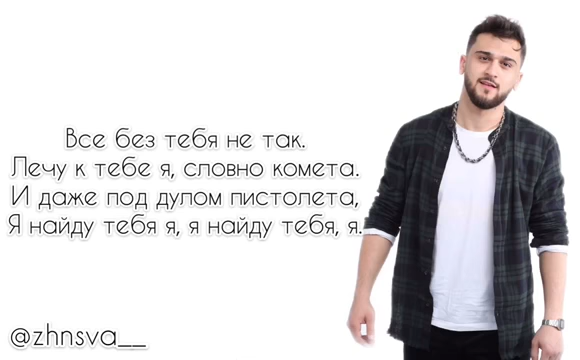 Все без тебя не так.
Лечу к тебе я, словно комета.
И даже под дулом пистолета,
Я найду тебя я, я найду тебя, я.
@zhnsva__